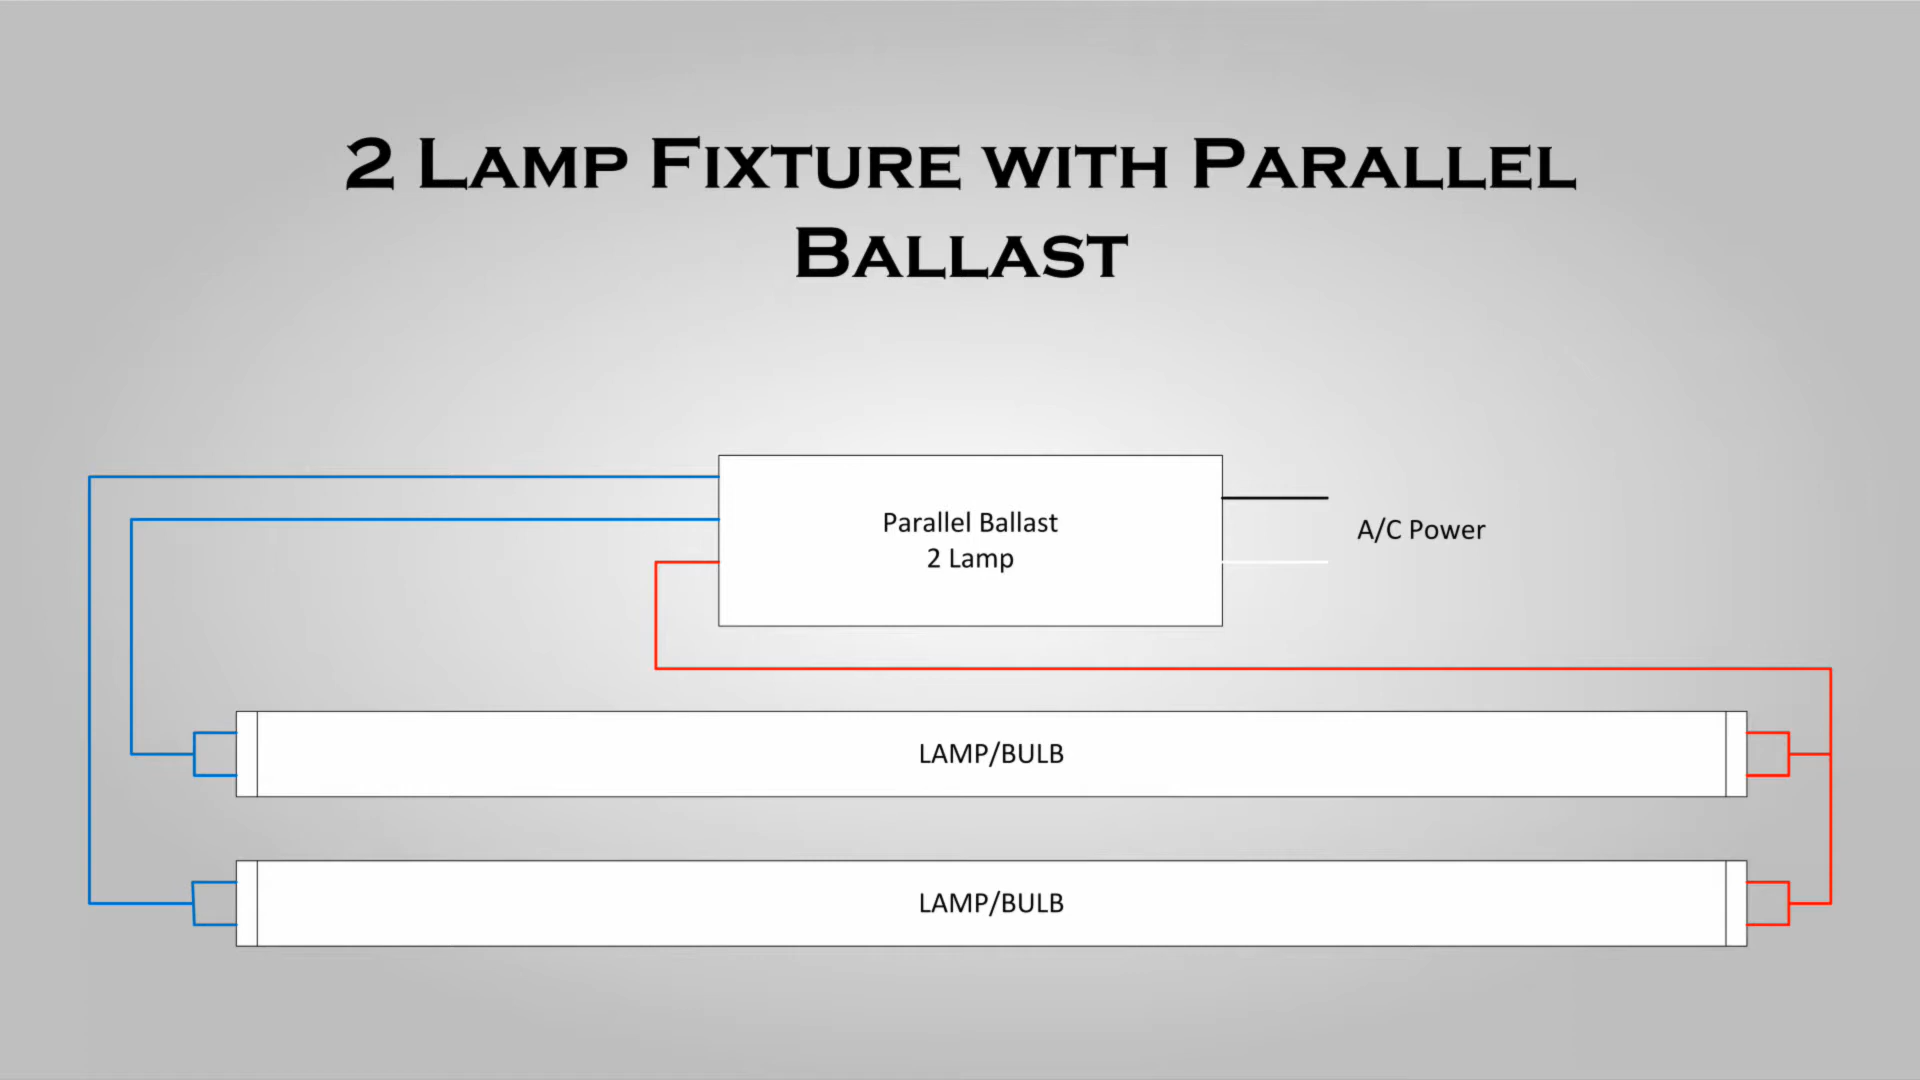 2 Lamp Fixture with Parallel
Ballast
Parallel Ballast
2 Lamp
A/C Power
LAMP/BULB
LAMP/BULB